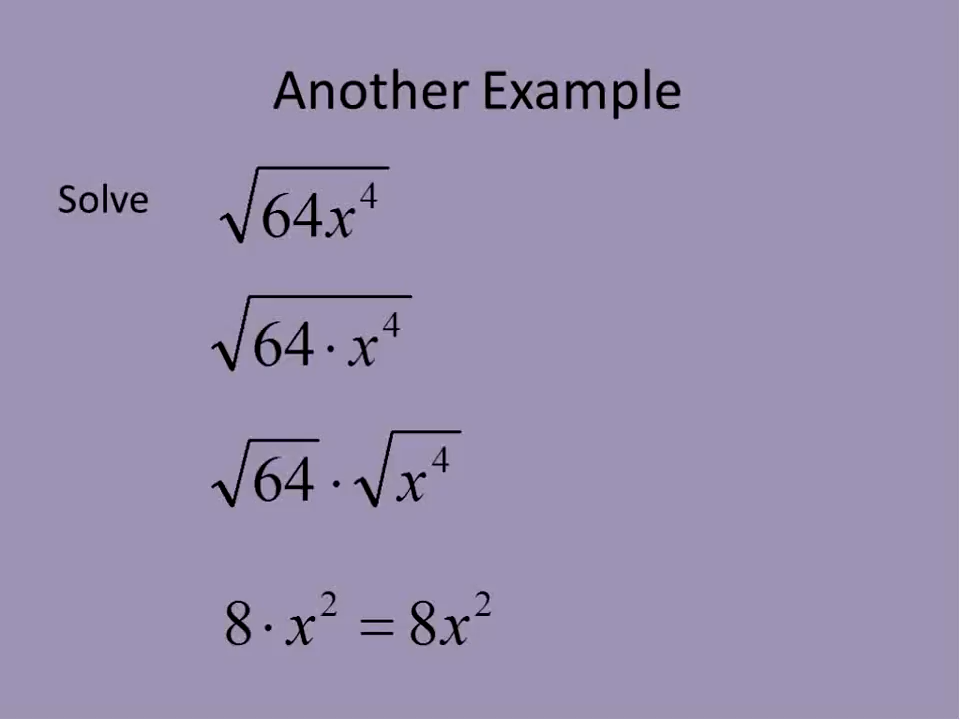 Another Example
Solve √64x⁴
√64 · x⁴
√64 · √x⁴
8 · x² = 8x²